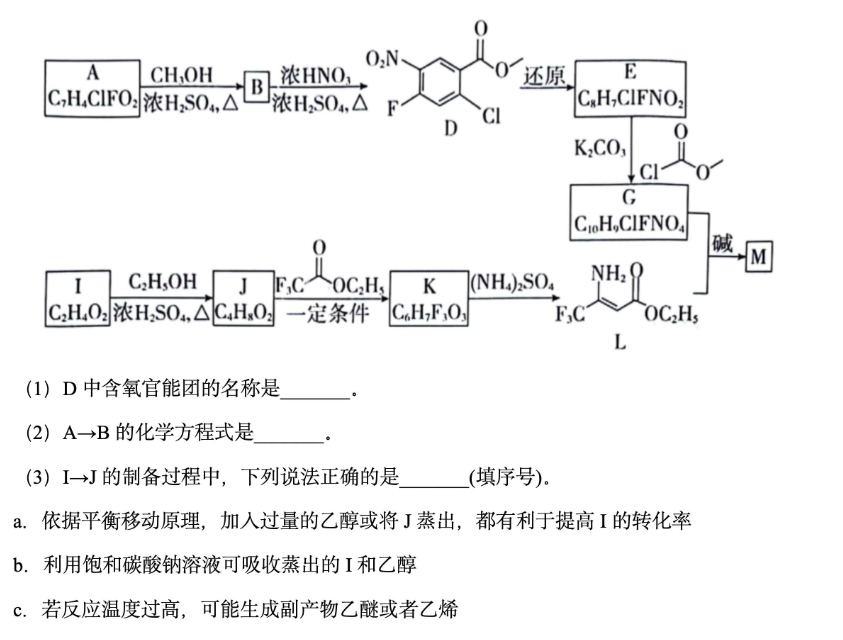 A
C₇H₄ClFO₂
CH₃OH
浓H₂SO₄,△
B
浓HNO₃
浓H₂SO₄,△
O₂N
F
O
O
Cl
D
还原
E
C₈H₇ClFNO₂
K₂CO₃
O
Cl
O
G
C₁₀H₉ClFNO₄
碱
M
I
C₂H₄O₂
C₂H₅OH
浓H₂SO₄,△
J
C₄H₈O₂
O
F₃C
OC₂H₅
一定条件
K
C₆H₇F₃O₃
(NH₄)₂SO₄
NH₂ O
F₃C
OC₂H₅
L
(1) D 中含氧官能团的名称是_______。
(2) A→B 的化学方程式是_______。
(3) I→J 的制备过程中，下列说法正确的是_______(填序号)。
a. 依据平衡移动原理，加入过量的乙醇或将 J 蒸出，都有利于提高 I 的转化率
b. 利用饱和碳酸钠溶液可吸收蒸出的 I 和乙醇
c. 若反应温度过高，可能生成副产物乙醚或者乙烯